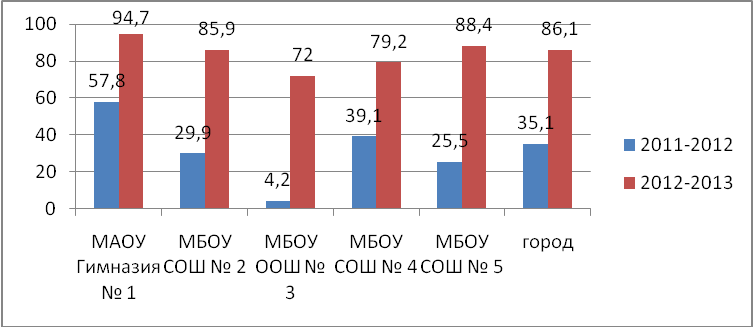 100
80
60
40
20
0
94,7
85,9
72
79,2
88,4
86,1
57,8
29,9
4,2
39,1
25,5
35,1
МАОУ
Гимназия
№ 1
МБОУ
СОШ № 2
МБОУ
ООШ №
3
МБОУ
СОШ № 4
МБОУ
СОШ № 5
город
2011-2012
2012-2013